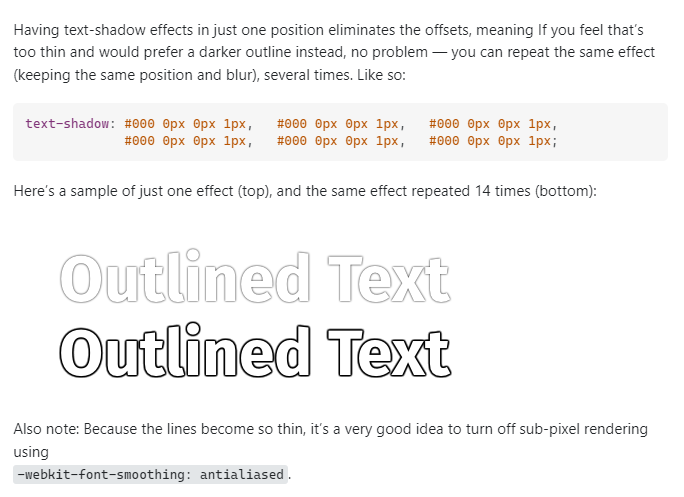 Having text-shadow effects in just one position eliminates the offsets, meaning If you feel that's
too thin and would prefer a darker outline instead, no problem — you can repeat the same effect
(keeping the same position and blur), several times. Like so:
text-shadow: #000 0px 0px 1px,   #000 0px 0px 1px,   #000 0px 0px 1px,
             #000 0px 0px 1px,   #000 0px 0px 1px,   #000 0px 0px 1px;
Here's a sample of just one effect (top), and the same effect repeated 14 times (bottom):
Outlined Text
Outlined Text
Also note: Because the lines become so thin, it's a very good idea to turn off sub-pixel rendering
using
-webkit-font-smoothing: antialiased.